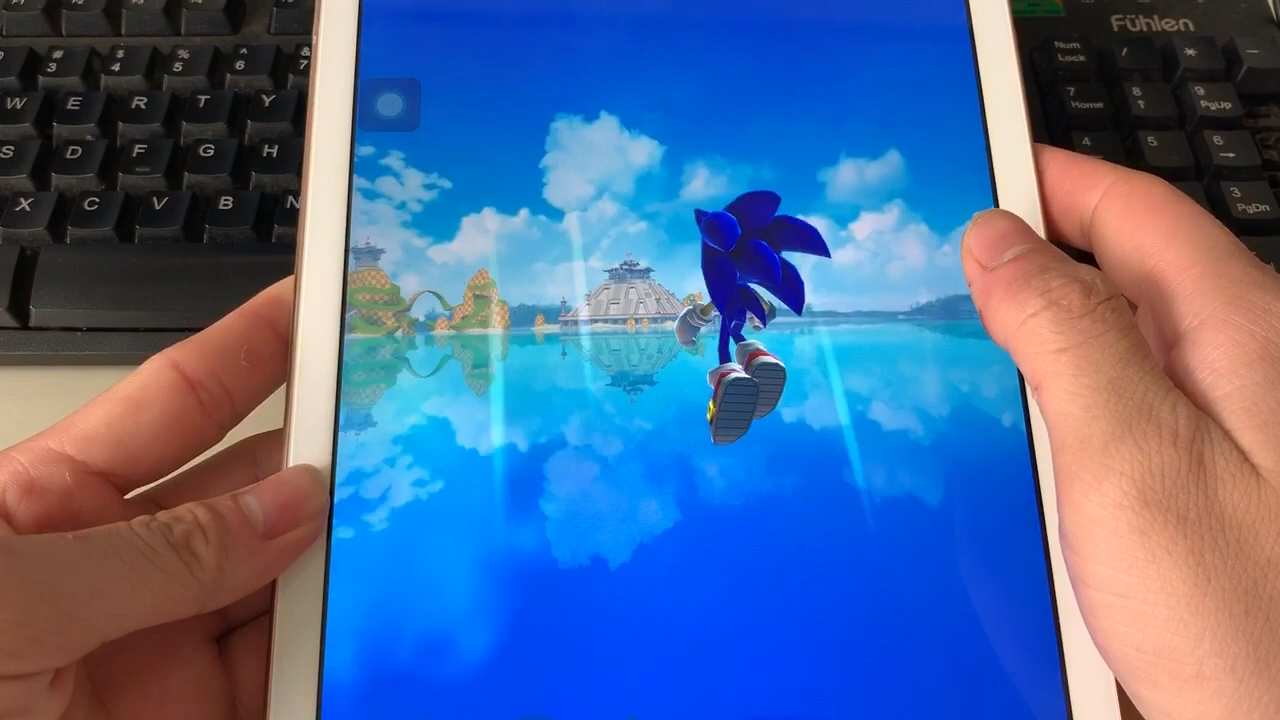 Fühlen
Num
Lock
/
*
-
# 3
$ 4
% 5
^ 6
& 7
7
Home
8
↑
9
PgUp
W E R T Y
4
5
6
→
S D F G H
3
PgDn
X C V B N